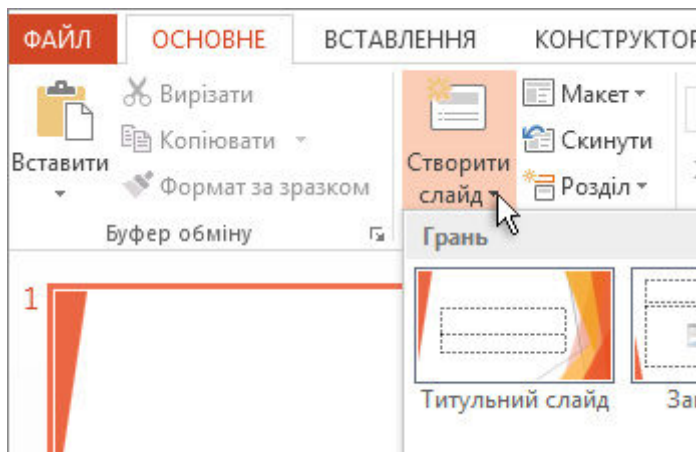 ФАЙЛ ОСНОВНЕ ВСТАВЛЕННЯ
Вставити
Вирізати
Копіювати
Формат за зразком
Буфер обміну
Створити
слайд
Макет
Скинути
Розділ
Грань
1
Титульний слайд